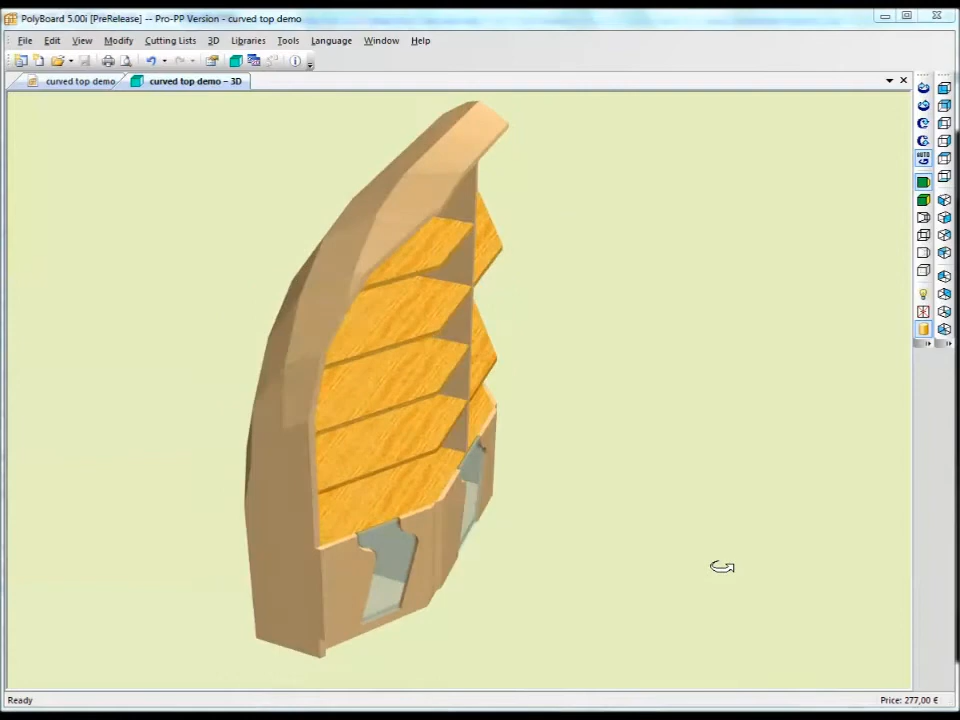 PolyBoard 5.00i [PreRelease] -- Pro-PP Version - curved top demo
File Edit View Modify Cutting Lists 3D Libraries Tools Language Window Help
curved top demo curved top demo - 3D
AUTO
Ready Price: 277,00 €